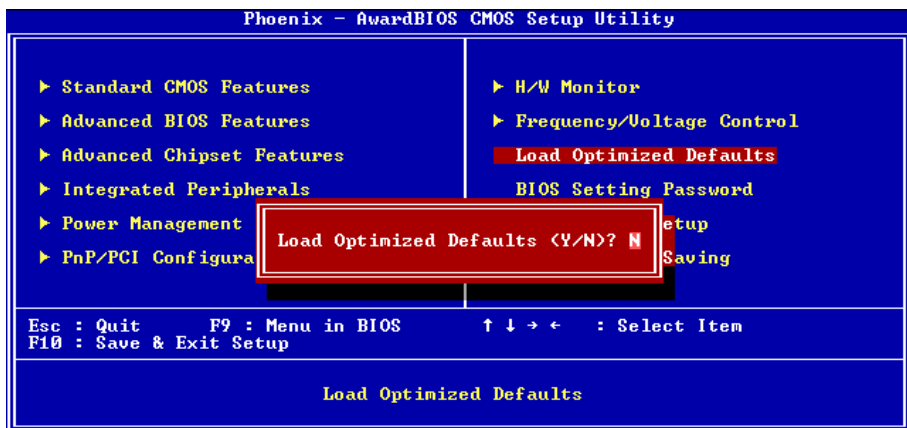 Phoenix - AwardBIOS CMOS Setup Utility
▶ Standard CMOS Features
▶ Advanced BIOS Features
▶ Advanced Chipset Features
▶ Integrated Peripherals
▶ Power Management
▶ PnP/PCI Configura
▶ H/W Monitor
▶ Frequency/Voltage Control
Load Optimized Defaults
BIOS Setting Password
etup
Saving
Load Optimized Defaults (Y/N)? N
Esc : Quit F9 : Menu in BIOS ↑ ↓ → ← : Select Item
F10 : Save & Exit Setup
Load Optimized Defaults